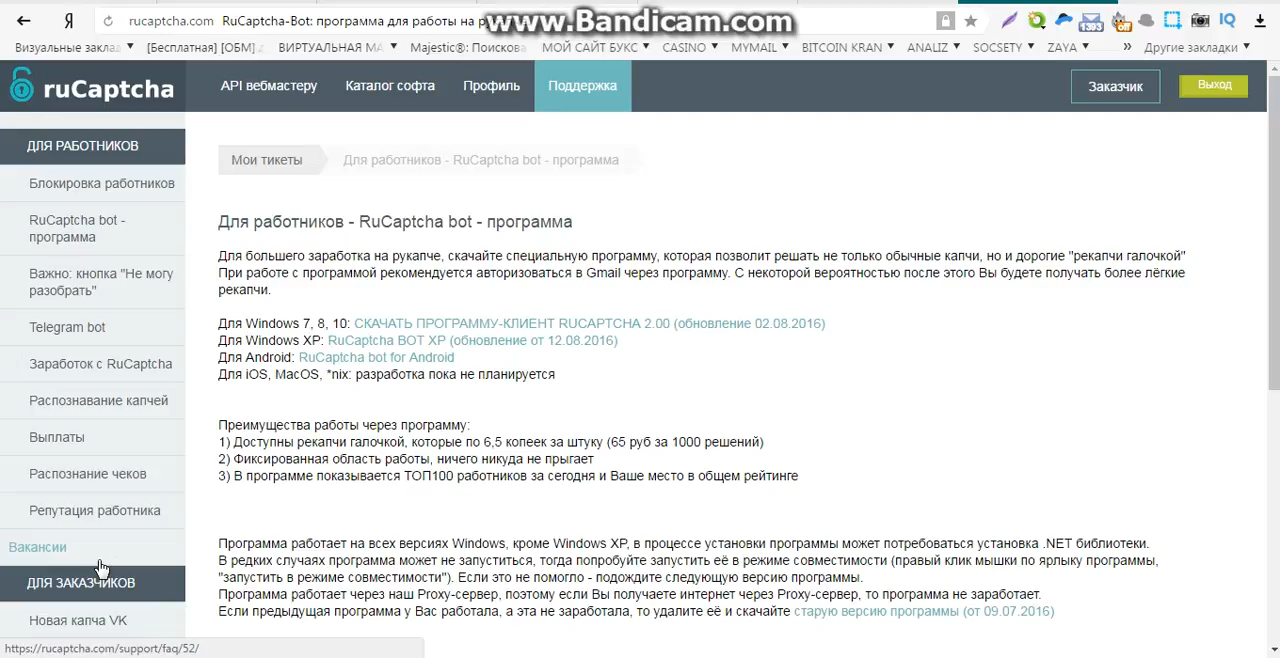 Я rucaptcha.com RuCaptcha-Bot: программа для работы на р
www.Bandicam.com
1393
off
IQ
Визуальные заклад [Бесплатная] [ОБМ] ВИРТУАЛЬНАЯ МА Majestic®: Поискова МОЙ САЙТ БУКС CASINO MYMAIL BITCOIN KRAN ANALIZ SOCSETY ZAYA » Другие закладки
ruCaptcha
API вебмастеру Каталог софта Профиль Поддержка Заказчик Выход
ДЛЯ РАБОТНИКОВ
Блокировка работников
RuCaptcha bot -
программа
Важно: кнопка "Не могу
разобрать"
Telegram bot
Заработок с RuCaptcha
Распознавание капчей
Выплаты
Распознание чеков
Репутация работника
Вакансии
ДЛЯ ЗАКАЗЧИКОВ
Новая капча VK
Мои тикеты Для работников - RuCaptcha bot - программа
Для работников - RuCaptcha bot - программа
Для большего заработка на рукапче, скачайте специальную программу, которая позволит решать не только обычные капчи, но и дорогие "рекапчи галочкой"
При работе с программой рекомендуется авторизоваться в Gmail через программу. С некоторой вероятностью после этого Вы будете получать более лёгкие
рекапчи.
Для Windows 7, 8, 10: СКАЧАТЬ ПРОГРАММУ-КЛИЕНТ RUCAPTCHA 2.00 (обновление 02.08.2016)
Для Windows XP: RuCaptcha BOT XP (обновление от 12.08.2016)
Для Android: RuCaptcha bot for Android
Для iOS, MacOS, *nix: разработка пока не планируется
Преимущества работы через программу:
1) Доступны рекапчи галочкой, которые по 6,5 копеек за штуку (65 руб за 1000 решений)
2) Фиксированная область работы, ничего никуда не прыгает
3) В программе показывается ТОП100 работников за сегодня и Ваше место в общем рейтинге
Программа работает на всех версиях Windows, кроме Windows XP, в процессе установки программы может потребоваться установка .NET библиотеки.
В редких случаях программа может не запуститься, тогда попробуйте запустить её в режиме совместимости (правый клик мышки по ярлыку программы,
"запустить в режиме совместимости"). Если это не помогло - подождите следующую версию программы.
Программа работает через наш Proxy-сервер, поэтому если Вы получаете интернет через Proxy-сервер, то программа не заработает.
Если предыдущая программа у Вас работала, а эта не заработала, то удалите её и скачайте старую версию программы (от 09.07.2016)
https://rucaptcha.com/support/faq/52/